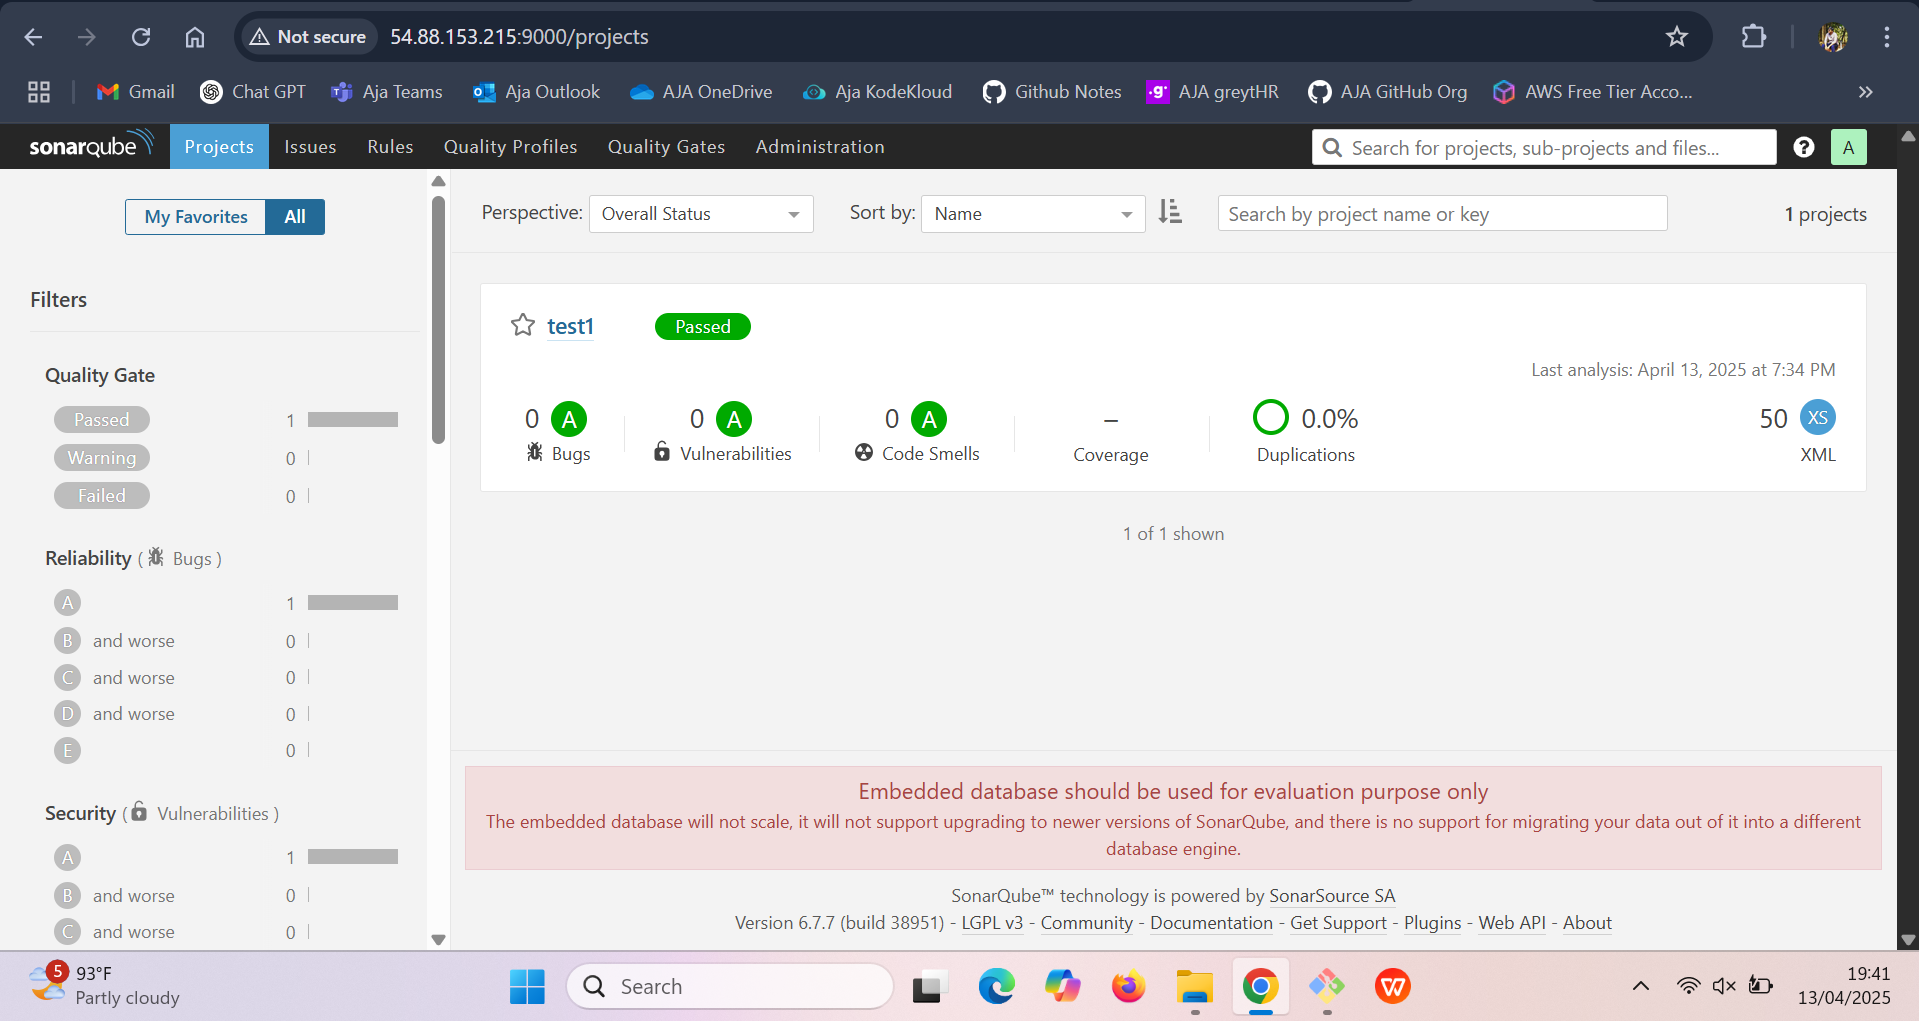 Not secure 54.88.153.215:9000/projects
Gmail Chat GPT Aja Teams Aja Outlook AJA OneDrive Aja KodeKloud Github Notes .g* AJA greytHR AJA GitHub Org AWS Free Tier Acco... »
sonarqube Projects Issues Rules Quality Profiles Quality Gates Administration Search for projects, sub-projects and files... ? A
My Favorites All
Perspective: Overall Status Sort by: Name Search by project name or key 1 projects
Filters
test1 Passed
Last analysis: April 13, 2025 at 7:34 PM
Quality Gate
Passed 1
Warning 0
Failed 0
0 A 0 A 0 A – 0.0% 50 XS
Bugs Vulnerabilities Code Smells Coverage Duplications XML
1 of 1 shown
Reliability ( Bugs )
A 1
B and worse 0
C and worse 0
D and worse 0
E 0
Security ( Vulnerabilities )
A 1
B and worse 0
C and worse 0
Embedded database should be used for evaluation purpose only
The embedded database will not scale, it will not support upgrading to newer versions of SonarQube, and there is no support for migrating your data out of it into a different
database engine.
SonarQube™ technology is powered by SonarSource SA
Version 6.7.7 (build 38951) - LGPL v3 - Community - Documentation - Get Support - Plugins - Web API - About
5 93°F
Partly cloudy
Search
19:41
13/04/2025